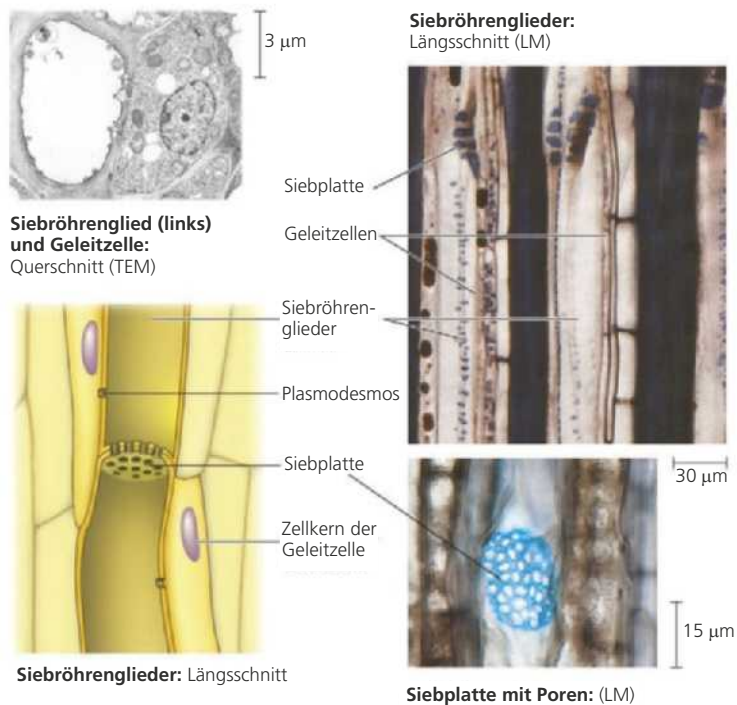 3 µm
Siebröhrenglieder:
Längsschnitt (LM)
Siebröhrenglied (links)
und Geleitzelle:
Querschnitt (TEM)
Siebplatte
Geleitzellen
Siebröhren-
glieder
Plasmodesmos
Siebplatte
Zellkern der
Geleitzelle
30 µm
15 µm
Siebröhrenglieder: Längsschnitt
Siebplatte mit Poren: (LM)